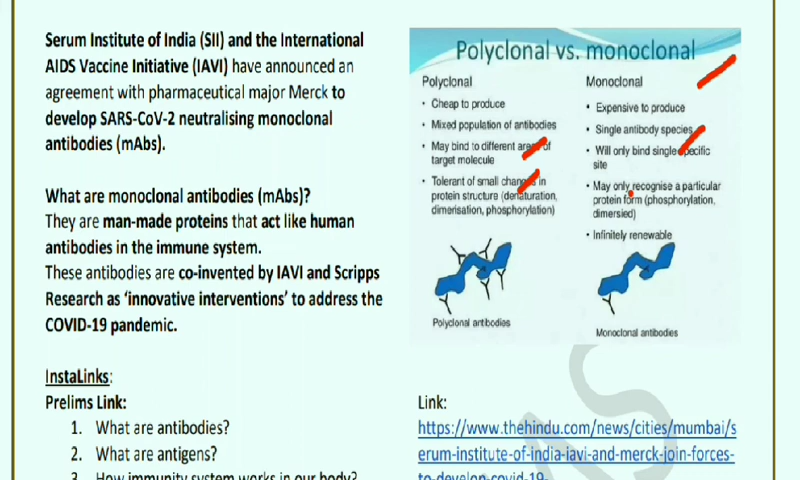 Serum Institute of India (SII) and the International
AIDS Vaccine Initiative (IAVI) have announced an
agreement with pharmaceutical major Merck to
develop SARS-CoV-2 neutralising monoclonal
antibodies (mAbs).
What are monoclonal antibodies (mAbs)?
They are man-made proteins that act like human
antibodies in the immune system.
These antibodies are co-invented by IAVI and Scripps
Research as ‘innovative interventions’ to address the
COVID-19 pandemic.
InstaLinks:
Prelims Link:
1. What are antibodies?
2. What are antigens?
3. How immunity system works in our body?
Polyclonal vs. monoclonal
Polyclonal
• Cheap to produce
• Mixed population of antibodies
• May bind to different areas of
target molecule
• Tolerant of small changes in
protein structure (denaturation,
dimerisation, phosphorylation)
Polyclonal antibodies
Monoclonal
• Expensive to produce
• Single antibody species
• Will only bind single specific
site
• May only recognise a particular
protein form (phosphorylation,
dimersied)
• Infinitely renewable
Monoclonal antibodies
Link:
https://www.thehindu.com/news/cities/mumbai/s
erum-institute-of-india-iavi-and-merck-join-forces-
to-develop-covid-19-